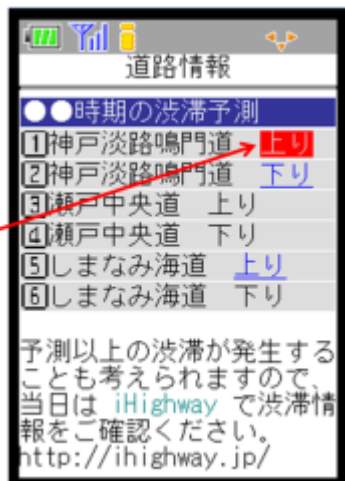 道路情報
●●時期の渋滞予測
1神戸淡路鳴門道 上り
2神戸淡路鳴門道 下り
3瀬戸中央道 上り
4瀬戸中央道 下り
5しまなみ海道 上り
6しまなみ海道 下り
予測以上の渋滞が発生する
ことも考えられますので、
当日は iHighway で渋滞情
報をご確認ください。
http://ihighway.jp/